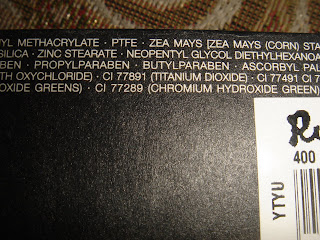 YL METHACRYLATE · PTFE · ZEA MAYS [ZEA MAYS (CORN) STA
SILICA · ZINC STEARATE · NEOPENTYL GLYCOL DIETHYLHEXANOA
BEN · PROPYLPARABEN · BUTYLPARABEN · ASCORBYL PAL
TH OXYCHLORIDE) · CI 77891 (TITANIUM DIOXIDE) · CI 77491 CI 7
OXIDE GREENS) · CI 77289 (CHROMIUM HYDROXIDE GREEN)
400
YTYU